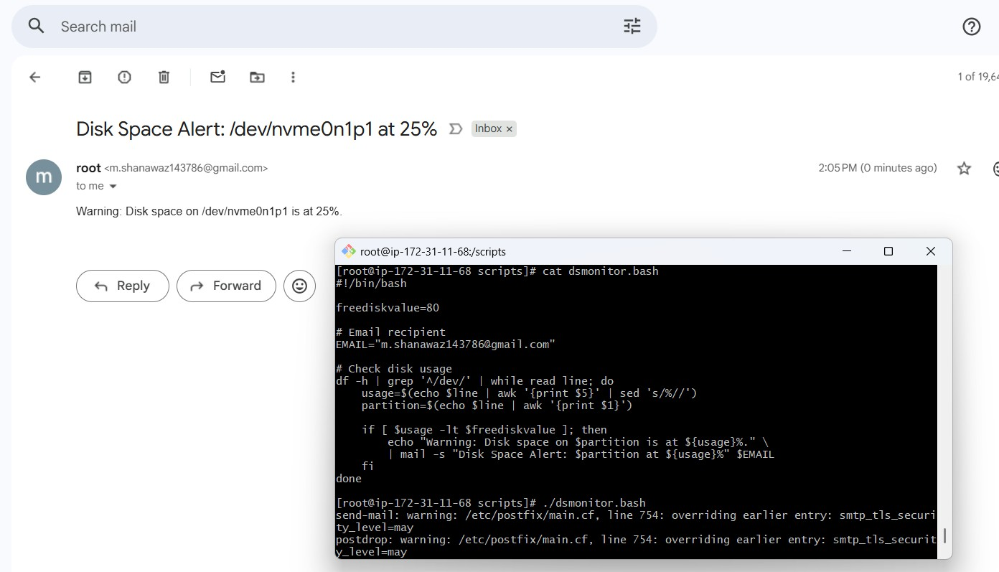 Search mail
1 of 19,64
Disk Space Alert: /dev/nvme0n1p1 at 25%
Inbox ×
m
root <m.shanawaz143786@gmail.com>
2:05 PM (0 minutes ago)
to me
Warning: Disk space on /dev/nvme0n1p1 is at 25%.
Reply
Forward
root@ip-172-31-11-68:/scripts
[root@ip-172-31-11-68 scripts]# cat dsmonitor.bash
#!/bin/bash
freediskvalue=80
# Email recipient
EMAIL="m.shanawaz143786@gmail.com"
# Check disk usage
df -h | grep '^/dev/' | while read line; do
    usage=$(echo $line | awk '{print $5}' | sed 's/%//')
    partition=$(echo $line | awk '{print $1}')
    if [ $usage -lt $freediskvalue ]; then
        echo "Warning: Disk space on $partition is at ${usage}%." \
        | mail -s "Disk Space Alert: $partition at ${usage}%" $EMAIL
    fi
done
[root@ip-172-31-11-68 scripts]# ./dsmonitor.bash
send-mail: warning: /etc/postfix/main.cf, line 754: overriding earlier entry: smtp_tls_securi
ty_level=may
postdrop: warning: /etc/postfix/main.cf, line 754: overriding earlier entry: smtp_tls_securit
y_level=may